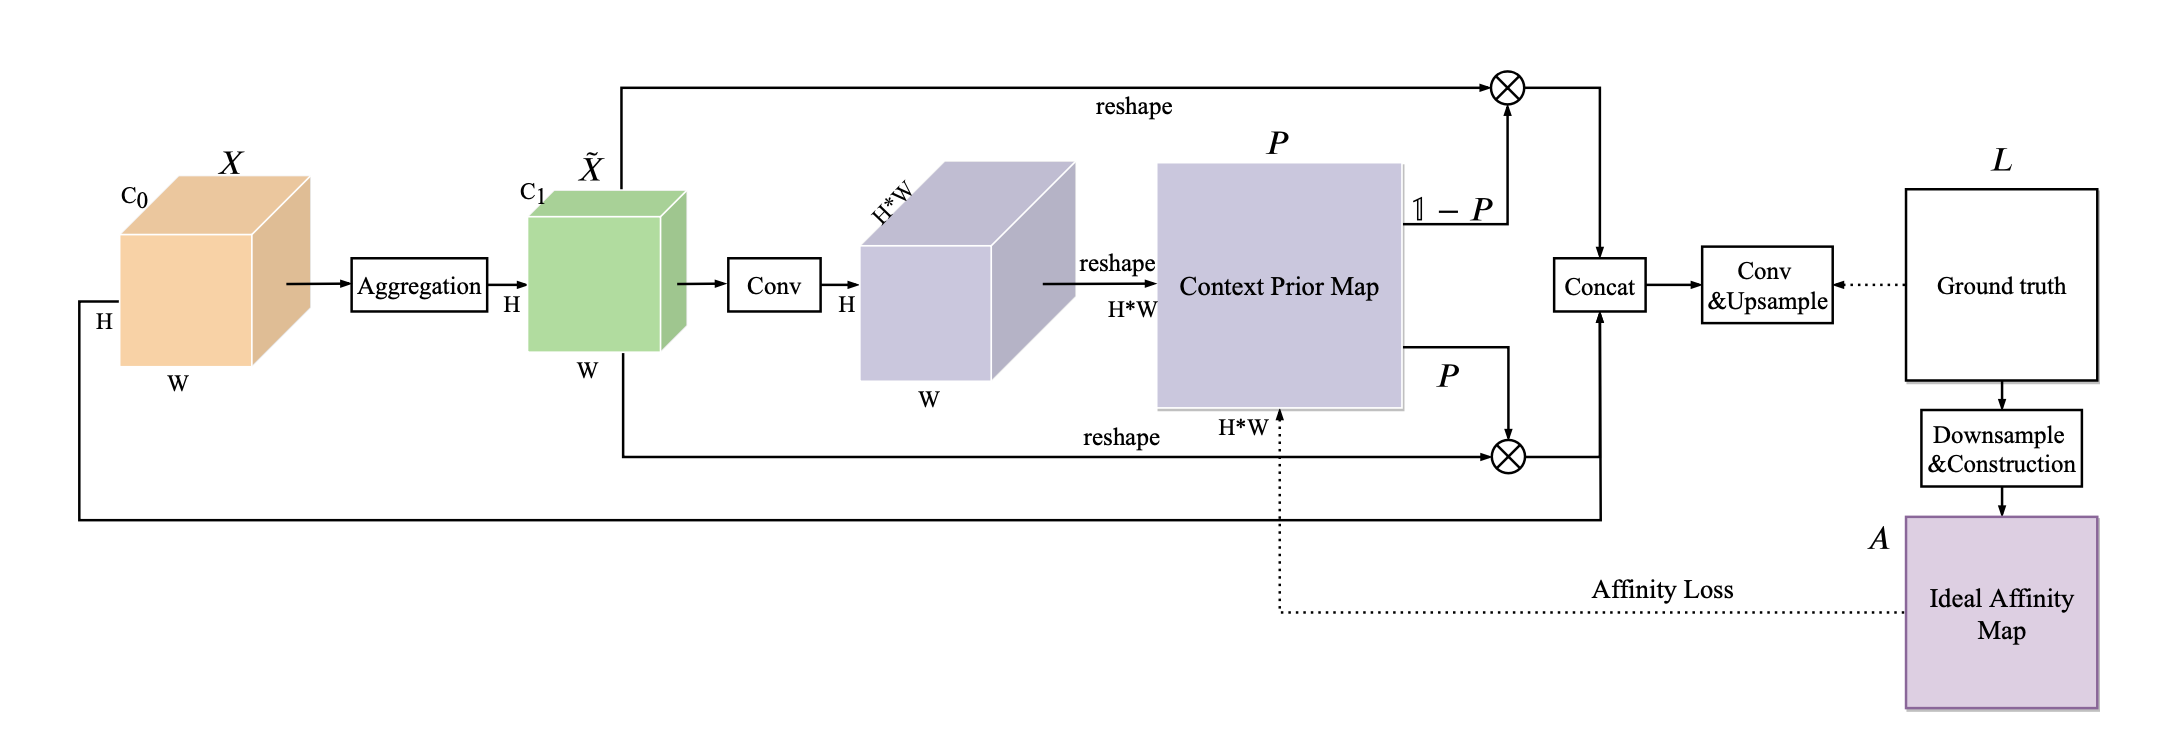 reshape
P
X
X̃
L
C0
C1
H*W
𝟙 − P
reshape
Aggregation
Conv
Context Prior Map
Concat
Conv
&Upsample
Ground truth
H
H
H
H*W
W
W
W
P
H*W
reshape
Downsample
&Construction
A
Affinity Loss
Ideal Affinity
Map